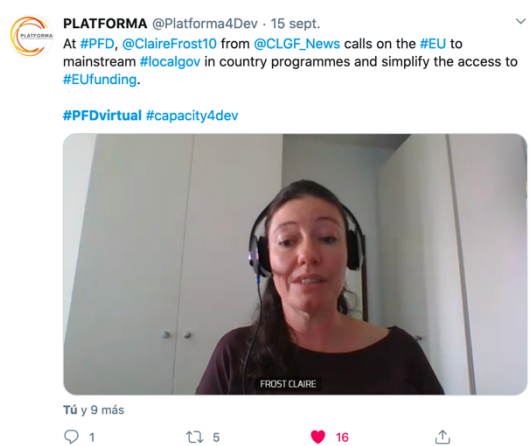 PLATFORMA
PLATFORMA @Platforma4Dev · 15 sept.
At #PFD, @ClaireFrost10 from @CLGF_News calls on the #EU to
mainstream #localgov in country programmes and simplify the access to
#EUfunding.
#PFDvirtual #capacity4dev
FROST CLAIRE
Tú y 9 más
1 5 16